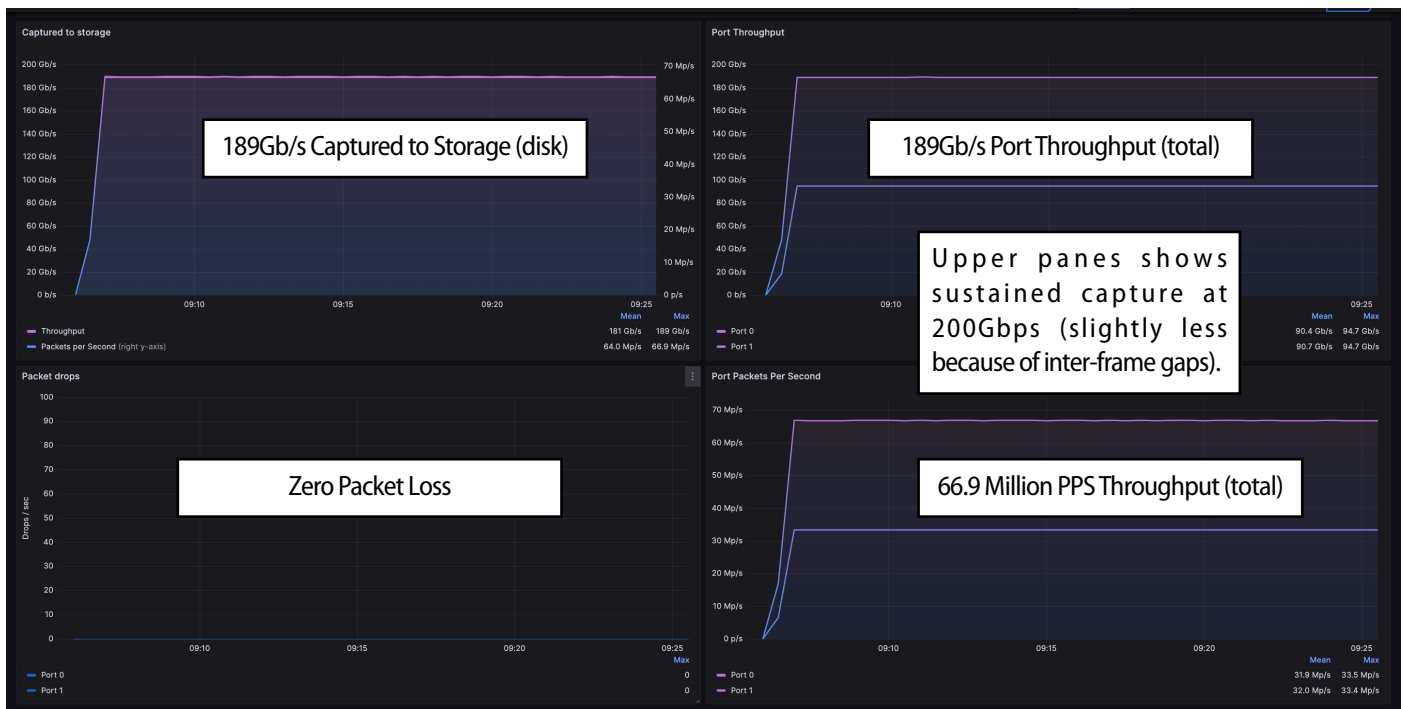 Captured to storage
200 Gb/s
180 Gb/s
160 Gb/s
140 Gb/s
120 Gb/s
100 Gb/s
80 Gb/s
60 Gb/s
40 Gb/s
20 Gb/s
0 b/s
70 Mp/s
60 Mp/s
50 Mp/s
40 Mp/s
30 Mp/s
20 Mp/s
10 Mp/s
0 p/s
189Gb/s Captured to Storage (disk)
09:10 09:15 09:20 09:25
Mean Max
Throughput 181 Gb/s 189 Gb/s
Packets per Second (right y-axis) 64.0 Mp/s 66.9 Mp/s
Port Throughput
200 Gb/s
180 Gb/s
160 Gb/s
140 Gb/s
120 Gb/s
100 Gb/s
80 Gb/s
60 Gb/s
40 Gb/s
20 Gb/s
0 b/s
189Gb/s Port Throughput (total)
Upper panes shows
sustained capture at
200Gbps (slightly less
because of inter-frame gaps).
09:10 09:25
Mean Max
Port 0 90.4 Gb/s 94.7 Gb/s
Port 1 90.7 Gb/s 94.7 Gb/s
Packet drops
Drops / sec
100
90
80
70
60
50
40
30
20
10
0
Zero Packet Loss
09:10 09:15 09:20 09:25
Max
Port 0 0
Port 1 0
Port Packets Per Second
70 Mp/s
60 Mp/s
50 Mp/s
40 Mp/s
30 Mp/s
20 Mp/s
10 Mp/s
0 p/s
66.9 Million PPS Throughput (total)
09:10 09:15 09:20 09:25
Mean Max
Port 0 31.9 Mp/s 33.5 Mp/s
Port 1 32.0 Mp/s 33.4 Mp/s